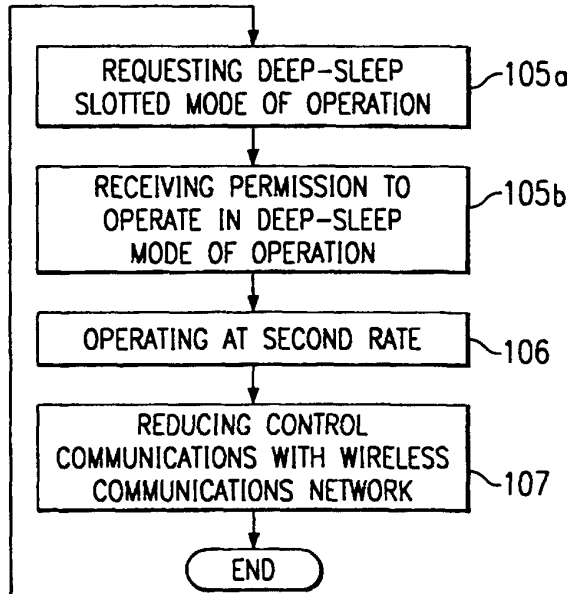 REQUESTING DEEP-SLEEP
SLOTTED MODE OF OPERATION
105a
RECEIVING PERMISSION TO
OPERATE IN DEEP-SLEEP
MODE OF OPERATION
105b
OPERATING AT SECOND RATE
106
REDUCING CONTROL
COMMUNICATIONS WITH WIRELESS
COMMUNICATIONS NETWORK
107
END